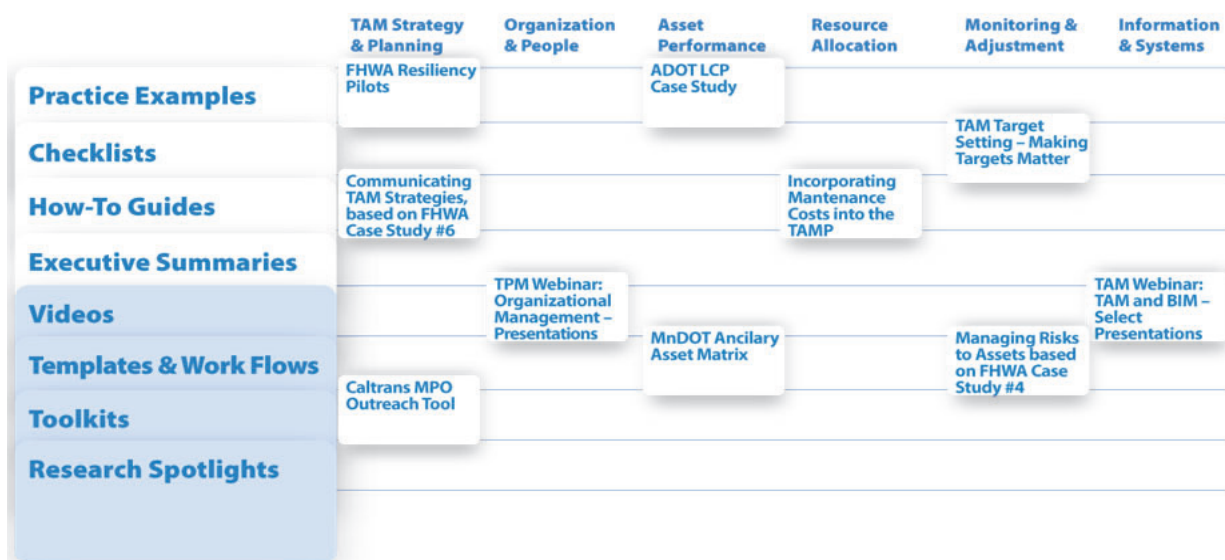 TAM Strategy
& Planning
Organization
& People
Asset
Performance
Resource
Allocation
Monitoring &
Adjustment
Information
& Systems
Practice Examples
FHWA Resiliency
Pilots
ADOT LCP
Case Study
Checklists
TAM Target
Setting – Making
Targets Matter
How-To Guides
Communicating
TAM Strategies,
based on FHWA
Case Study #6
Incorporating
Mantenance
Costs into the
TAMP
Executive Summaries
Videos
TPM Webinar:
Organizational
Management –
Presentations
TAM Webinar:
TAM and BIM –
Select
Presentations
Templates & Work Flows
MnDOT Ancilary
Asset Matrix
Managing Risks
to Assets based
on FHWA Case
Study #4
Toolkits
Caltrans MPO
Outreach Tool
Research Spotlights